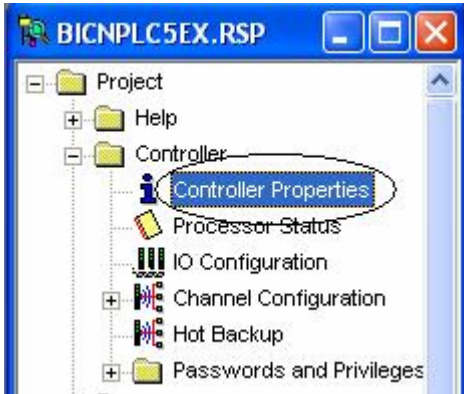 BICNPLC5EX.RSP
Project
Help
Controller
Controller Properties
Processor Status
IO Configuration
Channel Configuration
Hot Backup
Passwords and Privileges